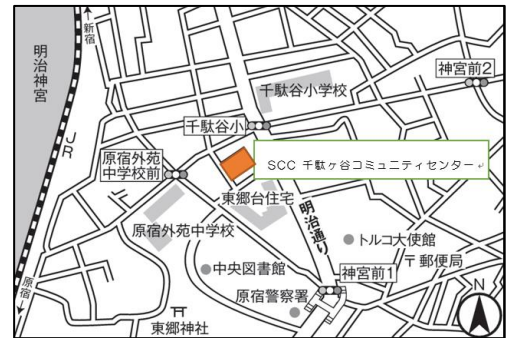 新宿
明治神宮
千駄谷小学校
神宮前2
千駄谷小
SCC 千駄ヶ谷コミュニティセンター
JR
原宿外苑
中学校前
東郷台住宅
明治通り
原宿外苑中学校
トルコ大使館
〒郵便局
中央図書館
神宮前1
原宿警察署
原宿
東郷神社
N